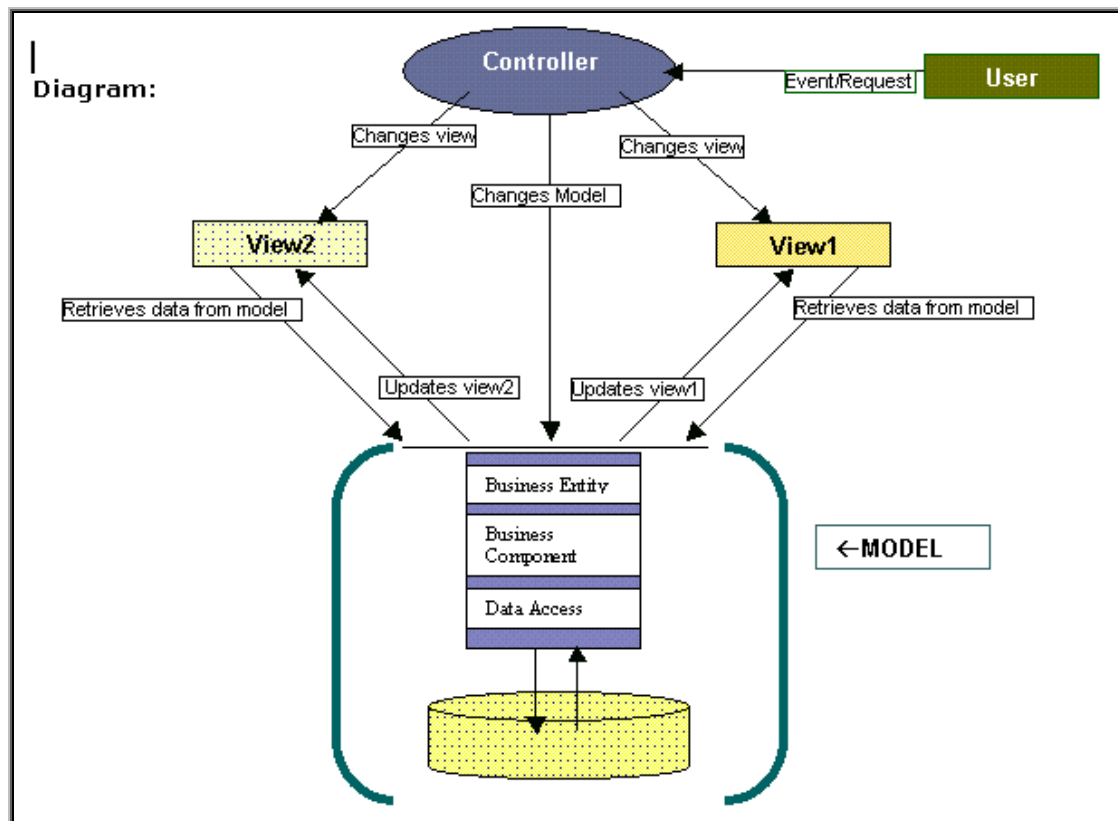 Diagram:
Controller
Event/Request
User
Changes view
Changes view
Changes Model
View2
View1
Retrieves data from model
Retrieves data from model
Updates view2
Updates view1
Business Entity
Business
Component
Data Access
←MODEL